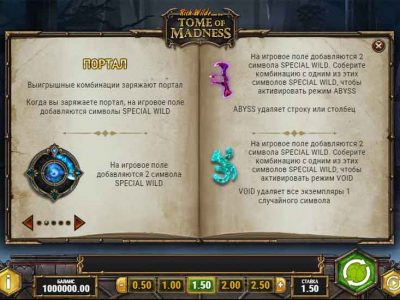 Rich Wilde
TOME OF
MADNESS
ПОРТАЛ
Выигрышные комбинации заряжают портал
Когда вы заряжаете портал, на игровое поле
добавляются символы SPECIAL WILD
На игровое
поле добавляются 2 символа
SPECIAL WILD
На игровое поле добавляются 2
символа SPECIAL WILD. Соберите
комбинацию с одним из этих
символов SPECIAL WILD, чтобы
активировать режим ABYSS
ABYSS удаляет строку или столбец
На игровое поле добавляются 2
символа SPECIAL WILD. Соберите
комбинацию с одним из этих
символов SPECIAL WILD, чтобы
активировать режим VOID
VOID удаляет все экземпляры 1
случайного символа
БАЛАНС
1000000.00
- 0.50 1.00 1.50 2.00 2.50 +
СТАВКА
1.50